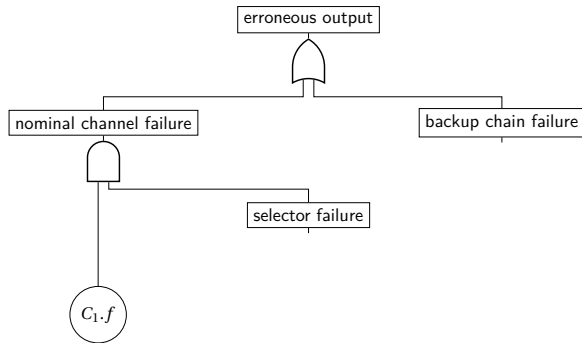 erroneous output
nominal channel failure
backup chain failure
selector failure
C₁.f